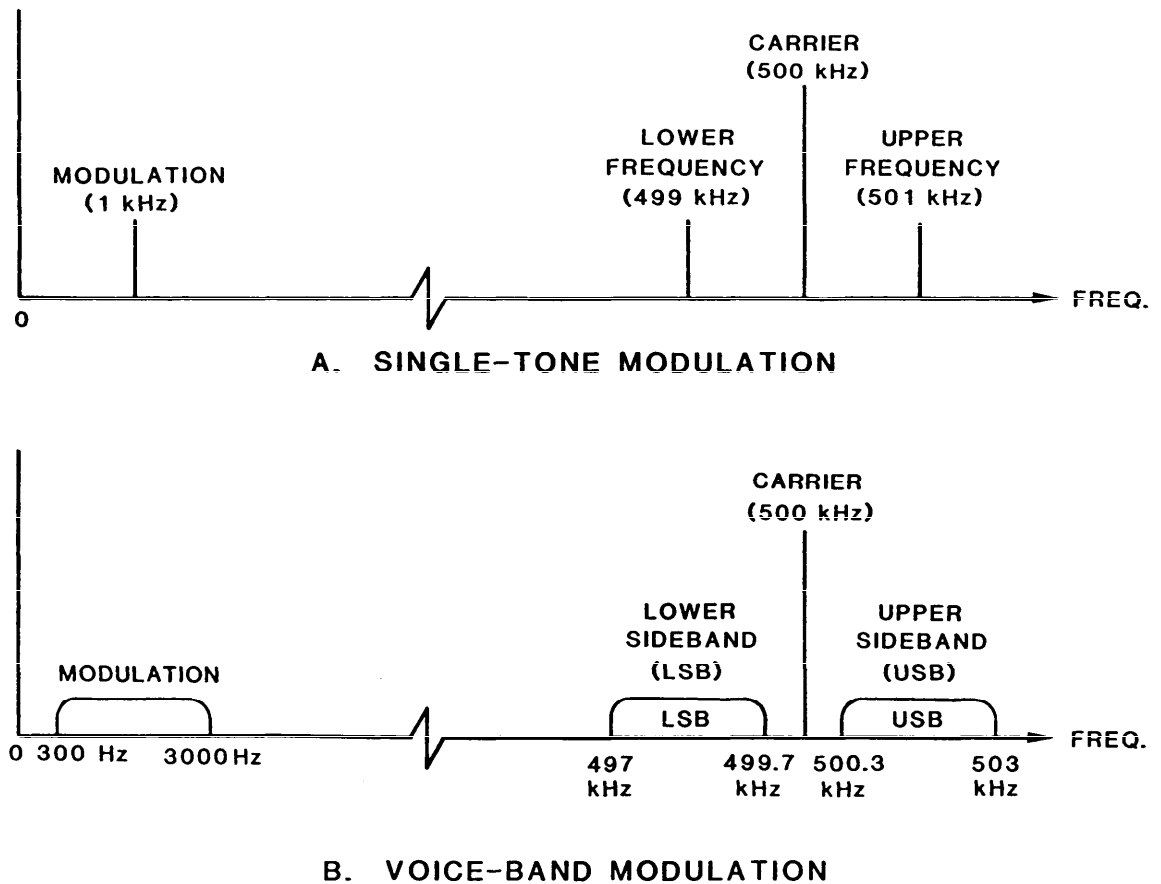 CARRIER
(500 kHz)
LOWER
FREQUENCY
(499 kHz)
UPPER
FREQUENCY
(501 kHz)
MODULATION
(1 kHz)
0
FREQ.
A. SINGLE-TONE MODULATION
CARRIER
(500 kHz)
LOWER
SIDEBAND
(LSB)
UPPER
SIDEBAND
(USB)
MODULATION
LSB
USB
FREQ.
0 300 Hz 3000Hz
497
kHz
499.7
kHz
500.3
kHz
503
kHz
B. VOICE-BAND MODULATION